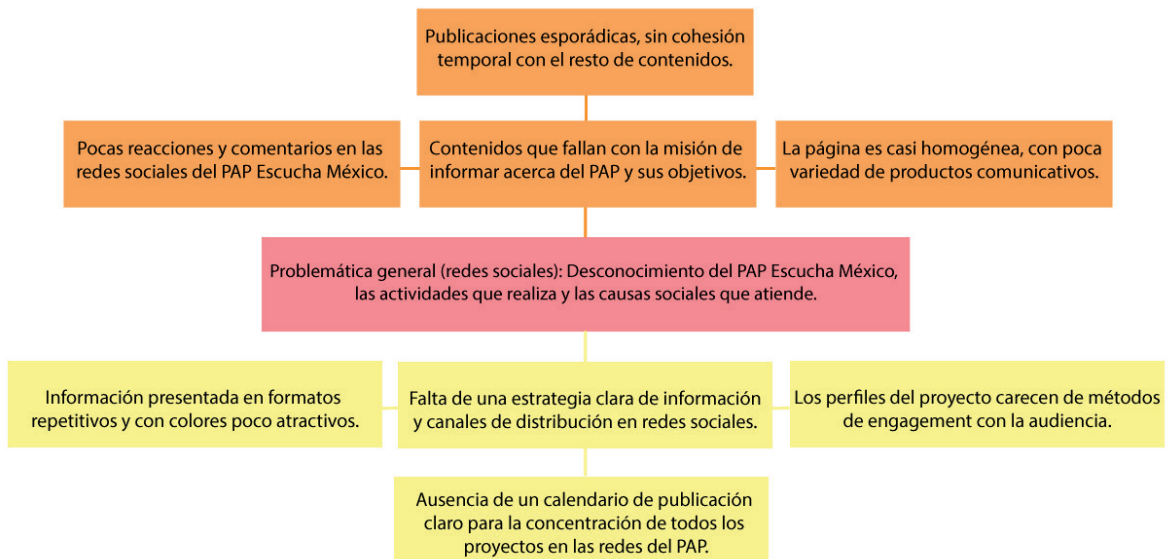 Publicaciones esporádicas, sin cohesión
temporal con el resto de contenidos.
Pocas reacciones y comentarios en las
redes sociales del PAP Escucha México.
Contenidos que fallan con la misión de
informar acerca del PAP y sus objetivos.
La página es casi homogénea, con poca
variedad de productos comunicativos.
Problemática general (redes sociales): Desconocimiento del PAP Escucha México,
las actividades que realiza y las causas sociales que atiende.
Información presentada en formatos
repetitivos y con colores poco atractivos.
Falta de una estrategia clara de información
y canales de distribución en redes sociales.
Los perfiles del proyecto carecen de métodos
de engagement con la audiencia.
Ausencia de un calendario de publicación
claro para la concentración de todos los
proyectos en las redes del PAP.